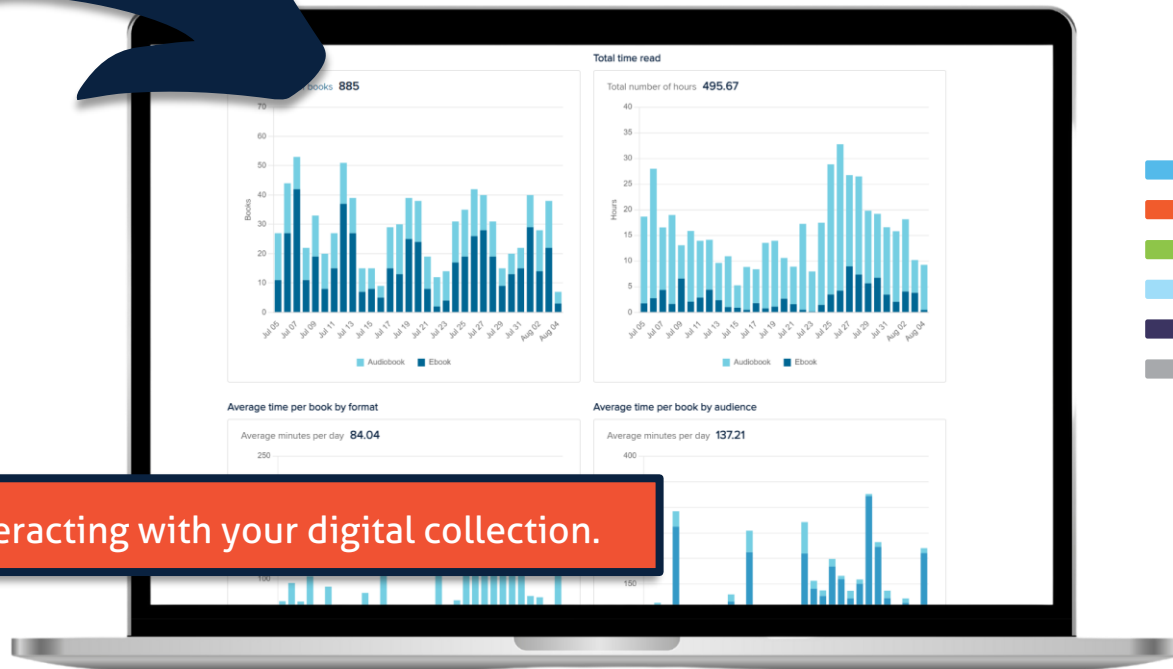 Total time read
books 885
Total number of hours 495.67
70
60
50
40
30
20
10
0
Books
Jul 05
Jul 07
Jul 09
Jul 11
Jul 13
Jul 15
Jul 17
Jul 19
Jul 21
Jul 23
Jul 25
Jul 27
Jul 29
Jul 31
Aug 02
Aug 04
Audiobook
Ebook
40
35
30
25
20
15
10
5
0
Hours
Jul 05
Jul 07
Jul 09
Jul 11
Jul 13
Jul 15
Jul 17
Jul 19
Jul 21
Jul 23
Jul 25
Jul 27
Jul 29
Jul 31
Aug 02
Aug 04
Audiobook
Ebook
Average time per book by format
Average time per book by audience
Average minutes per day 84.04
Average minutes per day 137.21
250
400
eracting with your digital collection.
100
150